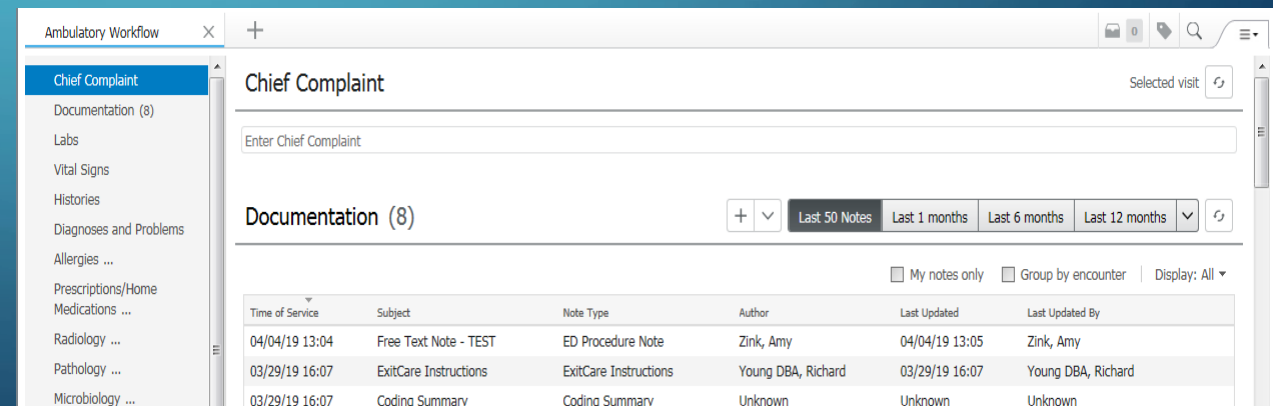 Ambulatory Workflow
0
Chief Complaint
Documentation (8)
Labs
Vital Signs
Histories
Diagnoses and Problems
Allergies ...
Prescriptions/Home
Medications ...
Radiology ...
Pathology ...
Microbiology ...
Chief Complaint Selected visit
Enter Chief Complaint
Documentation (8) Last 50 Notes Last 1 months Last 6 months Last 12 months
My notes only Group by encounter Display: All
Time of Service Subject Note Type Author Last Updated Last Updated By
04/04/19 13:04 Free Text Note - TEST ED Procedure Note Zink, Amy 04/04/19 13:05 Zink, Amy
03/29/19 16:07 ExitCare Instructions ExitCare Instructions Young DBA, Richard 03/29/19 16:07 Young DBA, Richard
03/29/19 16:07 Coding Summary Coding Summary Unknown Unknown Unknown